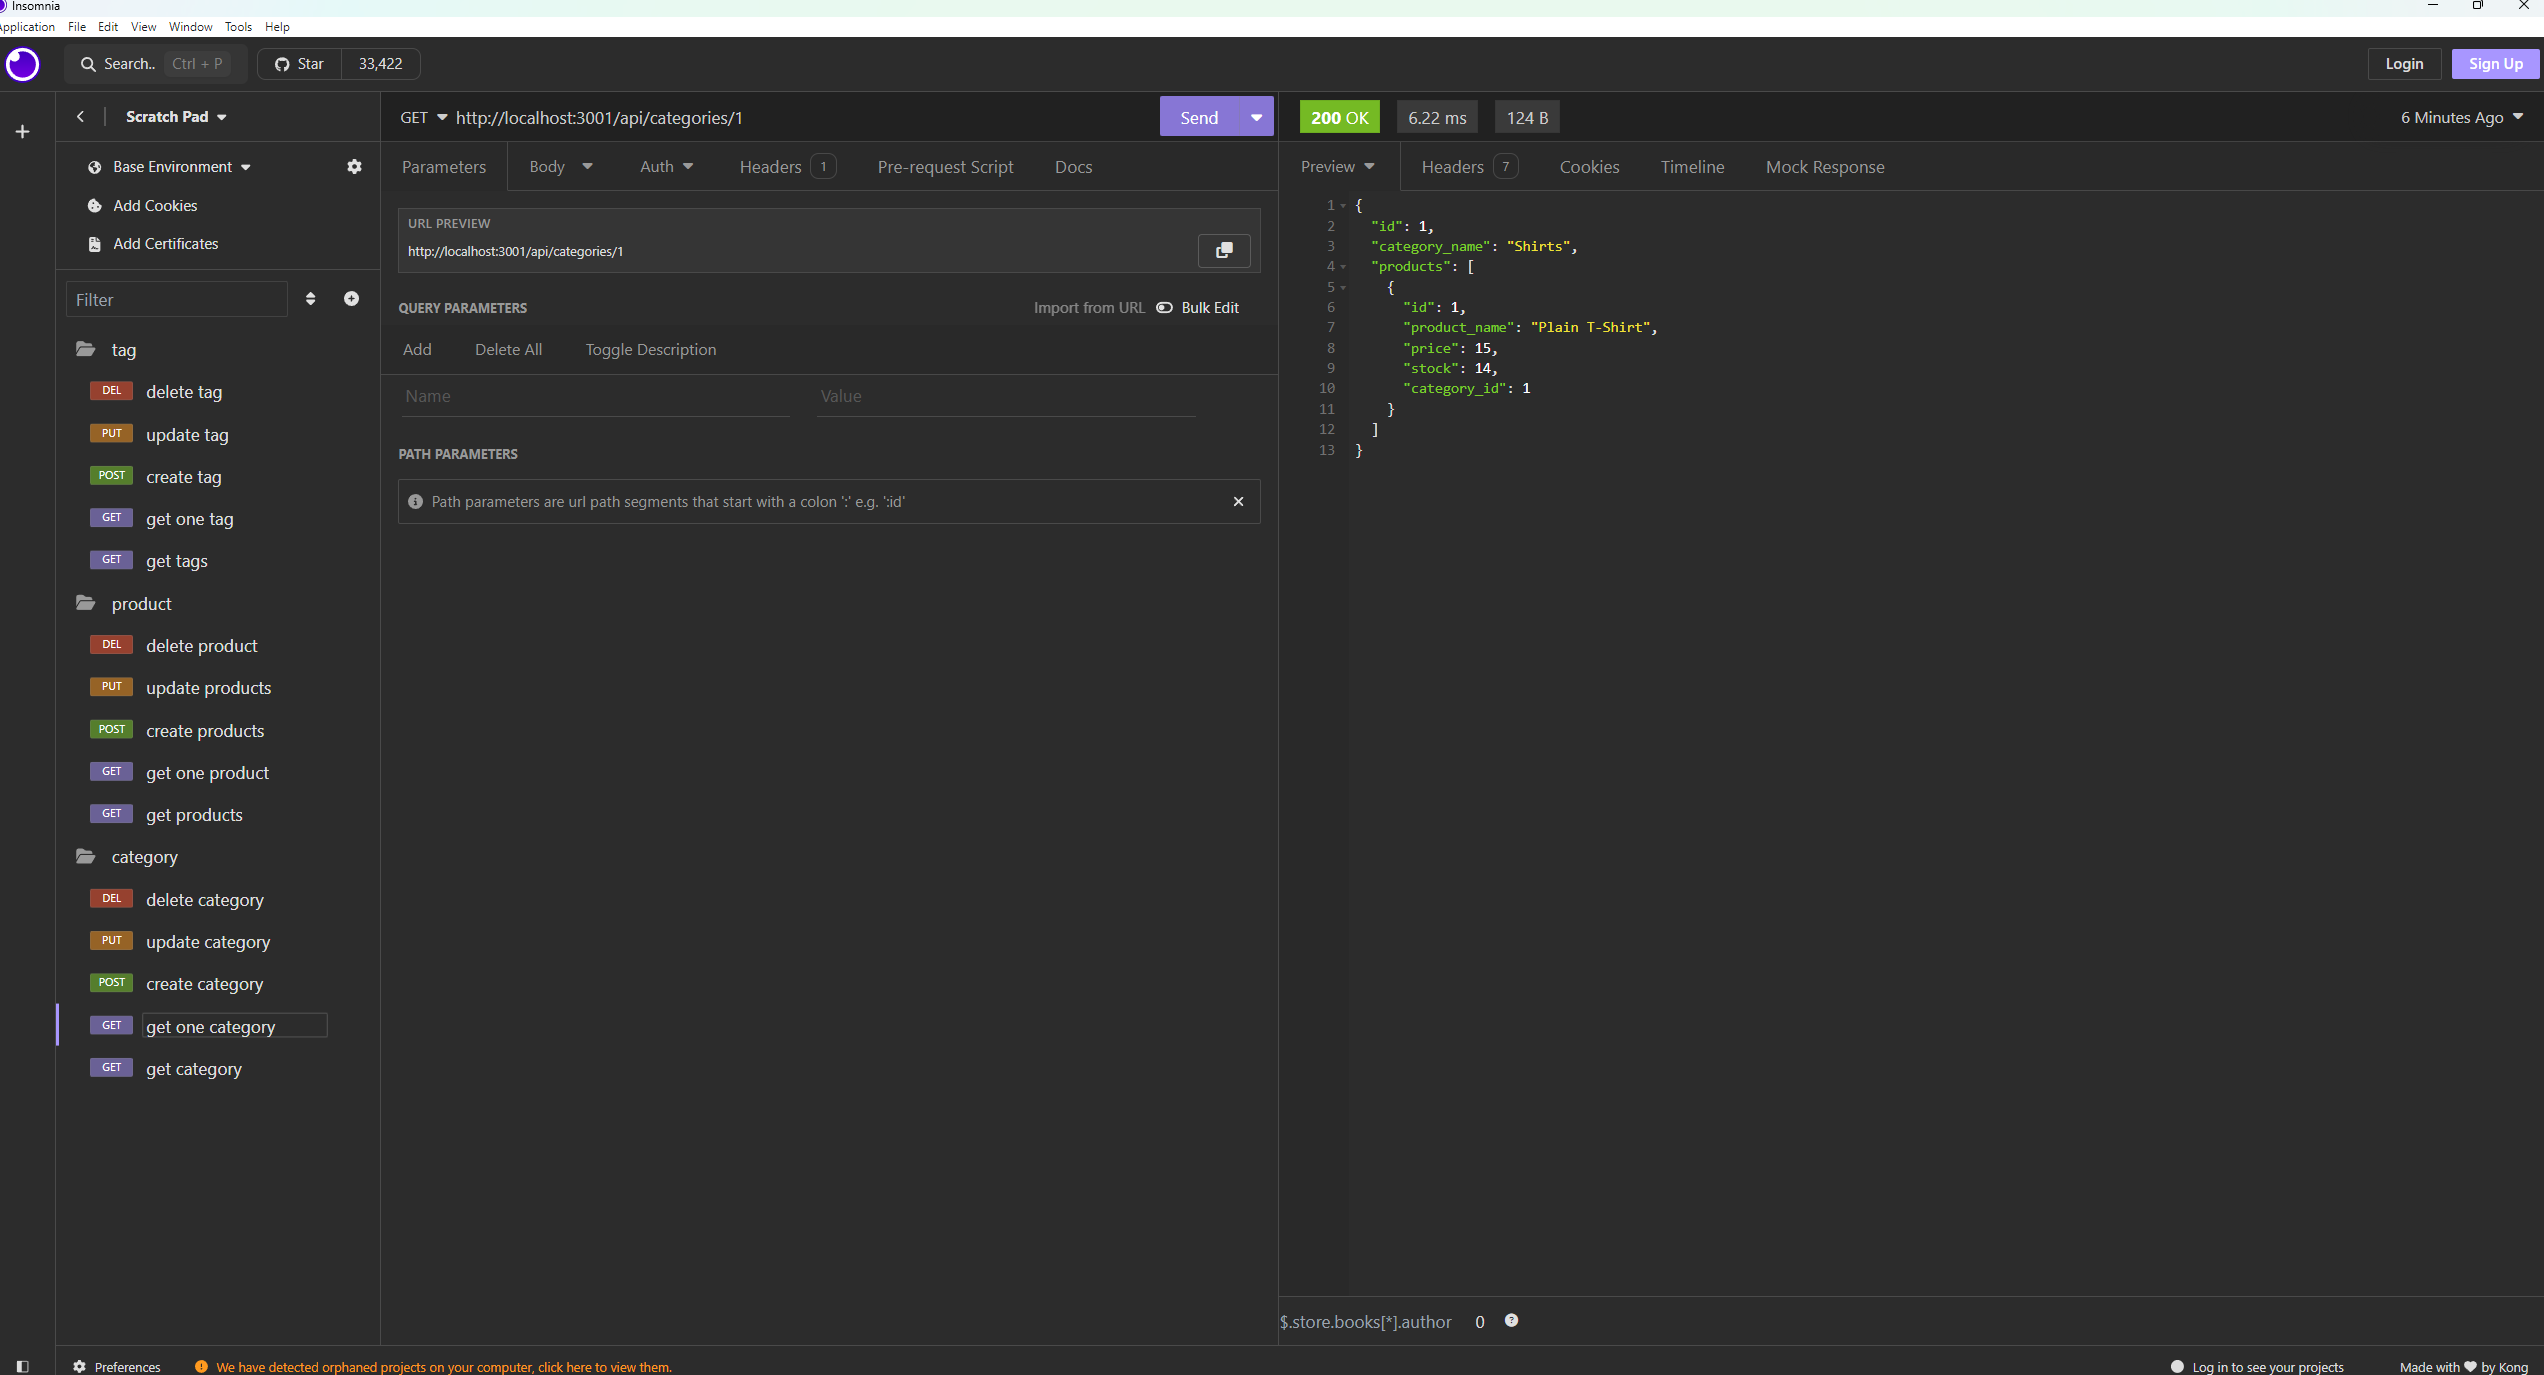 Insomnia
Application File Edit View Window Tools Help
Search.. Ctrl + P Star 33,422 Login Sign Up
Scratch Pad
Base Environment
Add Cookies
Add Certificates
Filter
tag
DEL delete tag
PUT update tag
POST create tag
GET get one tag
GET get tags
product
DEL delete product
PUT update products
POST create products
GET get one product
GET get products
category
DEL delete category
PUT update category
POST create category
GET get one category
GET get category
GET http://localhost:3001/api/categories/1 Send
Parameters Body Auth Headers 1 Pre-request Script Docs
URL PREVIEW
http://localhost:3001/api/categories/1
QUERY PARAMETERS Import from URL Bulk Edit
Add Delete All Toggle Description
Name Value
PATH PARAMETERS
Path parameters are url path segments that start with a colon ':' e.g. ':id'
200 OK 6.22 ms 124 B 6 Minutes Ago
Preview Headers 7 Cookies Timeline Mock Response
1 {
2 "id": 1,
3 "category_name": "Shirts",
4 "products": [
5 {
6 "id": 1,
7 "product_name": "Plain T-Shirt",
8 "price": 15,
9 "stock": 14,
10 "category_id": 1
11 }
12 ]
13 }
$.store.books[*].author 0
Preferences We have detected orphaned projects on your computer, click here to view them. Log in to see your projects Made with ♥ by Kong